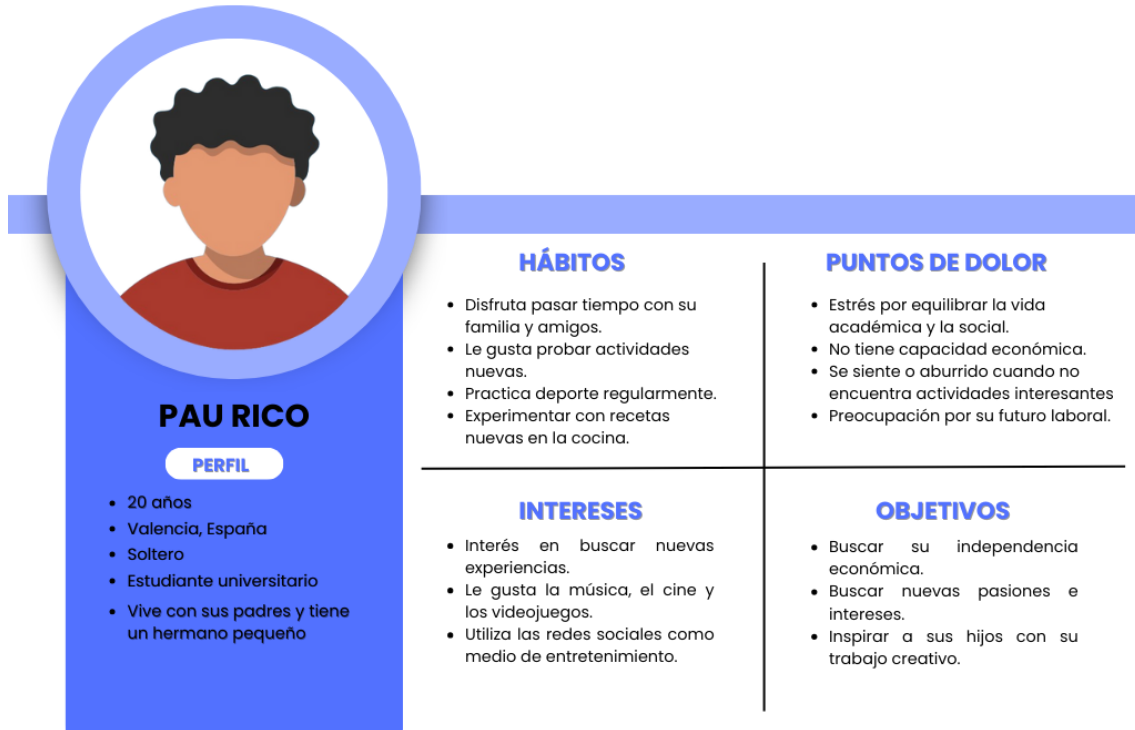 PAU RICO
PERFIL
• 20 años
• Valencia, España
• Soltero
• Estudiante universitario
• Vive con sus padres y tiene
un hermano pequeño
HÁBITOS
• Disfruta pasar tiempo con su
familia y amigos.
• Le gusta probar actividades
nuevas.
• Practica deporte regularmente.
• Experimentar con recetas
nuevas en la cocina.
PUNTOS DE DOLOR
• Estrés por equilibrar la vida
académica y la social.
• No tiene capacidad económica.
• Se siente o aburrido cuando no
encuentra actividades interesantes
• Preocupación por su futuro laboral.
INTERESES
• Interés en buscar nuevas
experiencias.
• Le gusta la música, el cine y
los videojuegos.
• Utiliza las redes sociales como
medio de entretenimiento.
OBJETIVOS
• Buscar su independencia
económica.
• Buscar nuevas pasiones e
intereses.
• Inspirar a sus hijos con su
trabajo creativo.